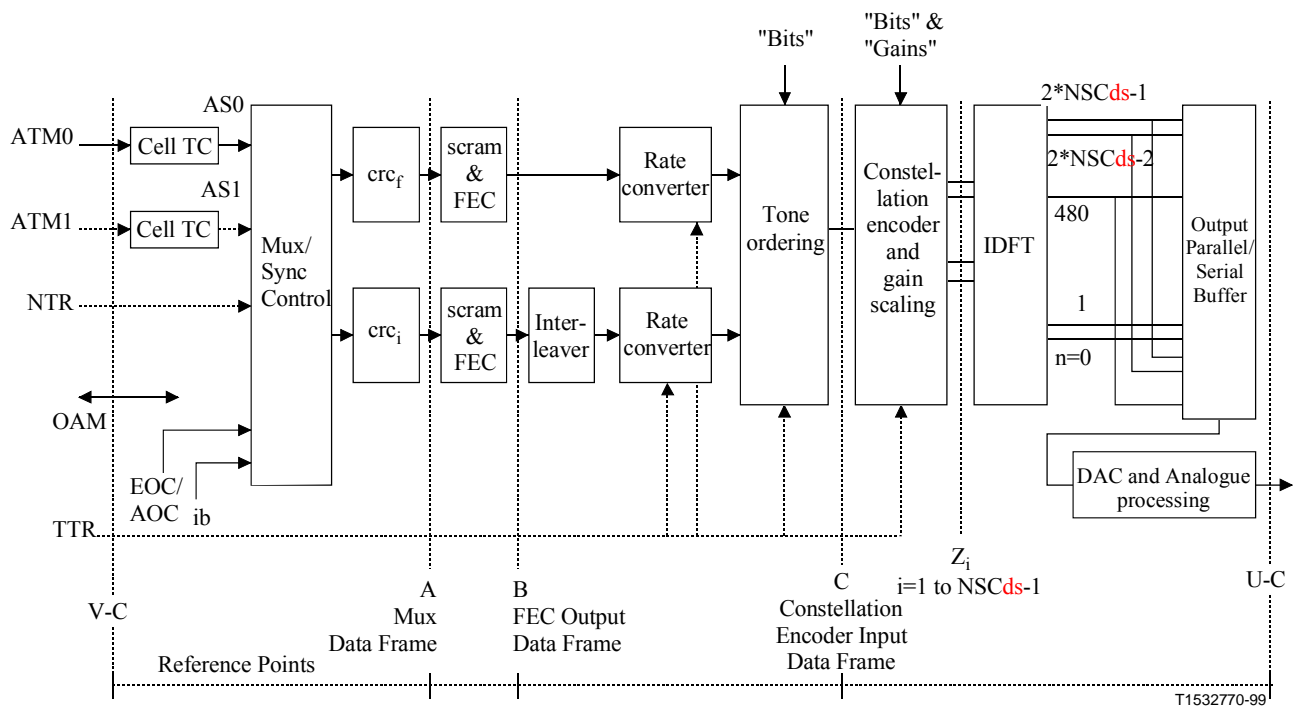 "Bits"
"Bits" &
"Gains"
ATM0
Cell TC
AS0
ATM1
Cell TC
AS1
NTR
OAM
EOC/
AOC
ib
TTR
Mux/
Sync
Control
crcf
scram
&
FEC
Rate
converter
crci
scram
&
FEC
Inter-
leaver
Rate
converter
Tone
ordering
Constel-
lation
encoder
and
gain
scaling
IDFT
2*NSCds-1
2*NSCds-2
480
1
n=0
Output
Parallel/
Serial
Buffer
DAC and Analogue
processing
V-C
A
Mux
Data Frame
B
FEC Output
Data Frame
C
Constellation
Encoder Input
Data Frame
Zi
i=1 to NSCds-1
U-C
Reference Points
T1532770-99